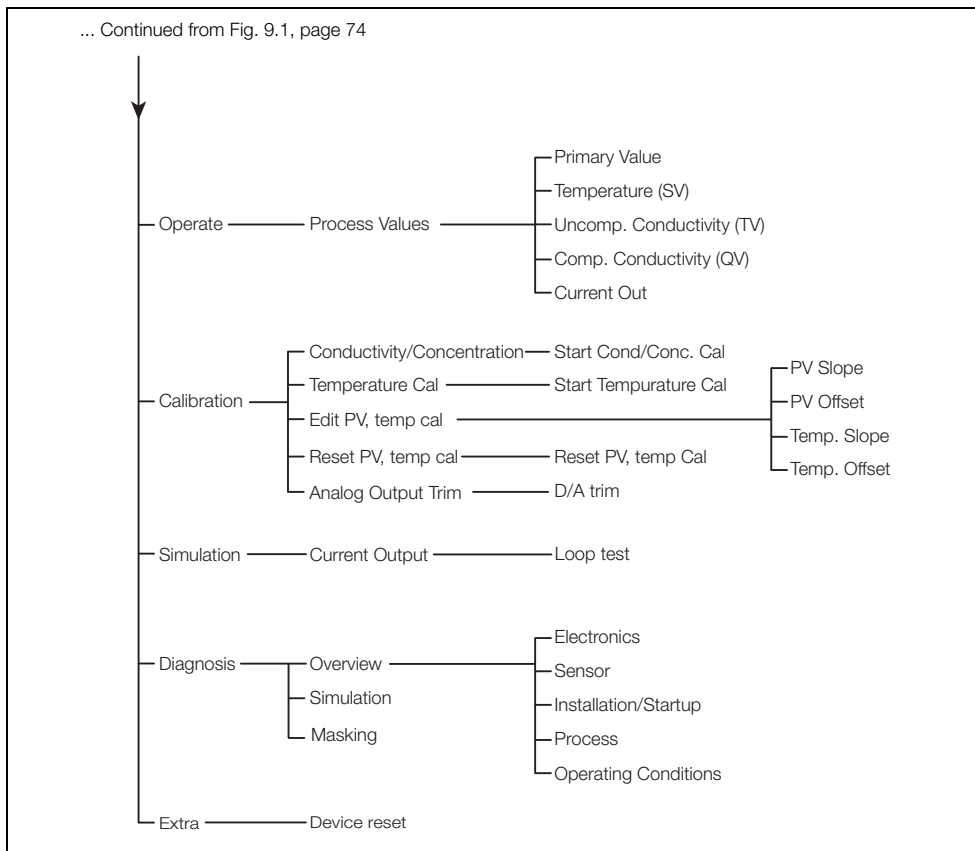 ... Continued from Fig. 9.1, page 74
Primary Value
Temperature (SV)
Operate
Process Values
Uncomp. Conductivity (TV)
Comp. Conductivity (QV)
Current Out
Conductivity/Concentration
Start Cond/Conc. Cal
PV Slope
Temperature Cal
Start Tempurature Cal
PV Offset
Calibration
Edit PV, temp cal
Temp. Slope
Reset PV, temp cal
Reset PV, temp Cal
Temp. Offset
Analog Output Trim
D/A trim
Simulation
Current Output
Loop test
Electronics
Diagnosis
Overview
Sensor
Simulation
Installation/Startup
Masking
Process
Operating Conditions
Extra
Device reset